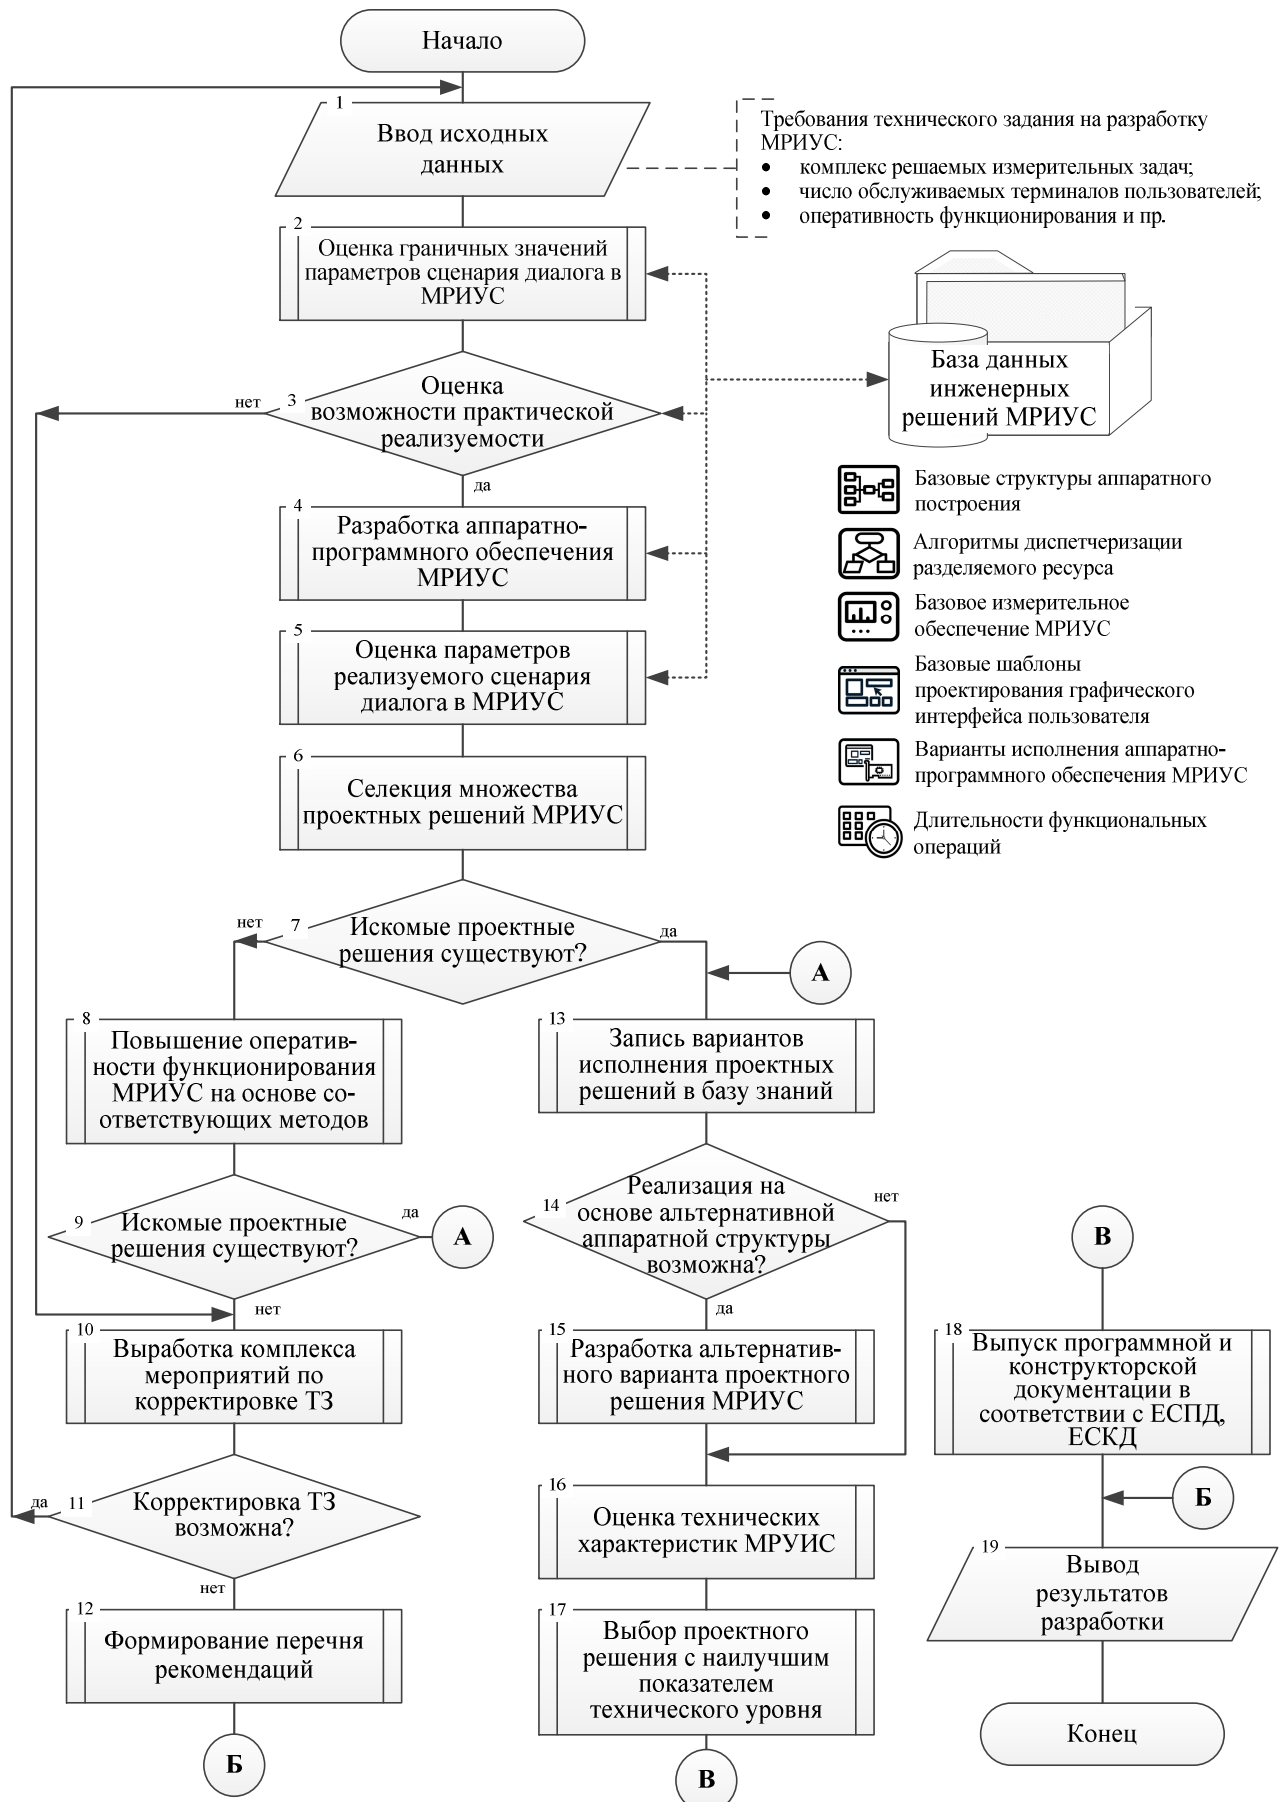 Начало
1
Ввод исходных
данных
Требования технического задания на разработку
МРИУС:
• комплекс решаемых измерительных задач;
• число обслуживаемых терминалов пользователей;
• оперативность функционирования и пр.
2
Оценка граничных значений
параметров сценария диалога в
МРИУС
База данных
инженерных
решений МРИУС
нет
3
Оценка
возможности практической
реализуемости
да
Базовые структуры аппаратного
построения
Алгоритмы диспетчеризации
разделяемого ресурса
Базовое измерительное
обеспечение МРИУС
Базовые шаблоны
проектирования графического
интерфейса пользователя
Варианты исполнения аппаратно-
программного обеспечения МРИУС
Длительности функциональных
операций
4
Разработка аппаратно-
программного обеспечения
МРИУС
5
Оценка параметров
реализуемого сценария
диалога в МРИУС
6
Селекция множества
проектных решений МРИУС
нет
7
Искомые проектные
решения существуют?
да
А
8
Повышение оператив-
ности функционирования
МРИУС на основе со-
ответствующих методов
9
Искомые проектные
решения существуют?
да
А
нет
10
Выработка комплекса
мероприятий по
корректировке ТЗ
да
11
Корректировка ТЗ
возможна?
нет
12
Формирование перечня
рекомендаций
Б
13
Запись вариантов
исполнения проектных
решений в базу знаний
14
Реализация на
основе альтернативной
аппаратной структуры
возможна?
нет
да
15
Разработка альтернатив-
ного варианта проектного
решения МРИУС
16
Оценка технических
характеристик МРУИС
17
Выбор проектного
решения с наилучшим
показателем
технического уровня
В
В
18
Выпуск программной и
конструкторской
документации в
соответствии с ЕСПД,
ЕСКД
Б
19
Вывод
результатов
разработки
Конец